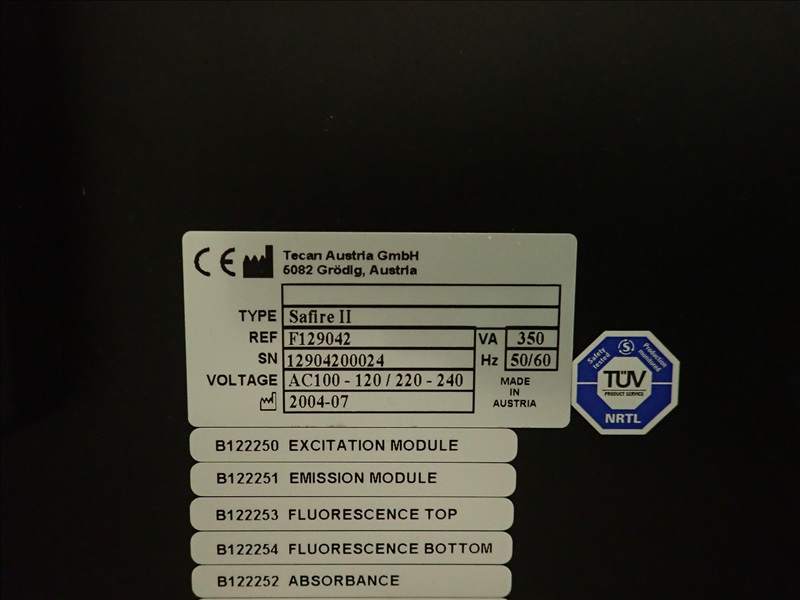 CE Tecan Austria GmbH
5082 Grödig, Austria
TYPE Safire II
REF F129042 VA 350
SN 12904200024 Hz 50/60
VOLTAGE AC100 - 120 / 220 - 240
2004-07
MADE
IN
AUSTRIA
Safety tested
Production monitored
TÜV
PRODUCT SERVICE
NRTL
B122250 EXCITATION MODULE
B122251 EMISSION MODULE
B122253 FLUORESCENCE TOP
B122254 FLUORESCENCE BOTTOM
B122252 ABSORBANCE